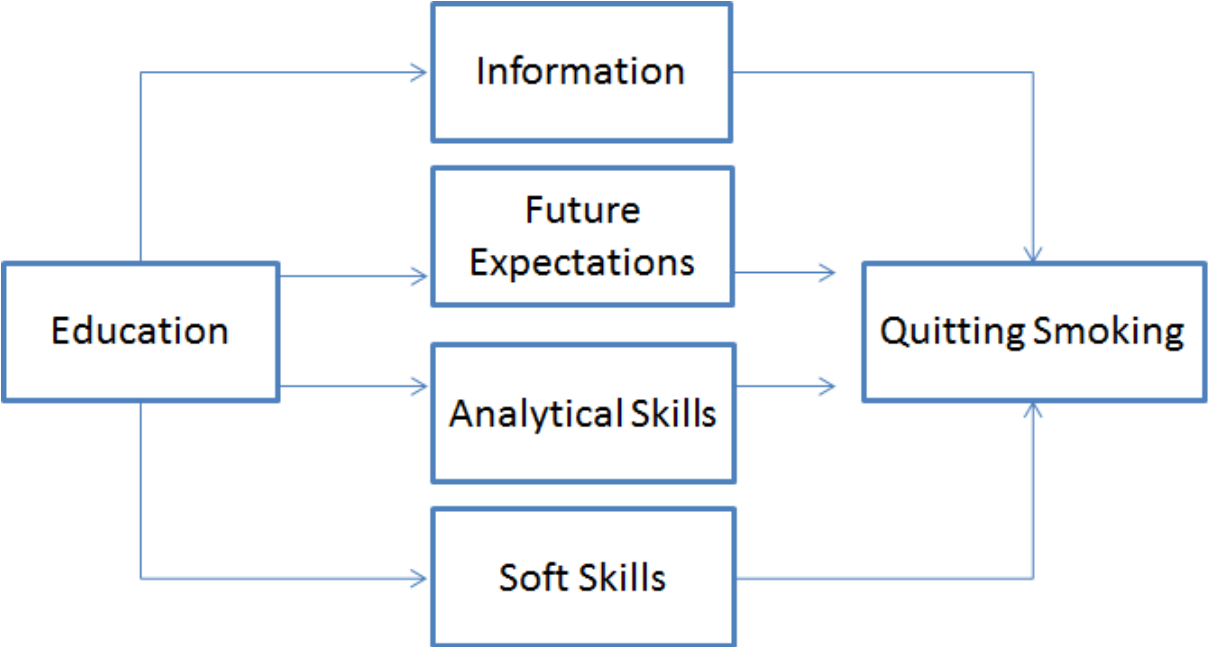 Information
Future
Expectations
Education
Quitting Smoking
Analytical Skills
Soft Skills